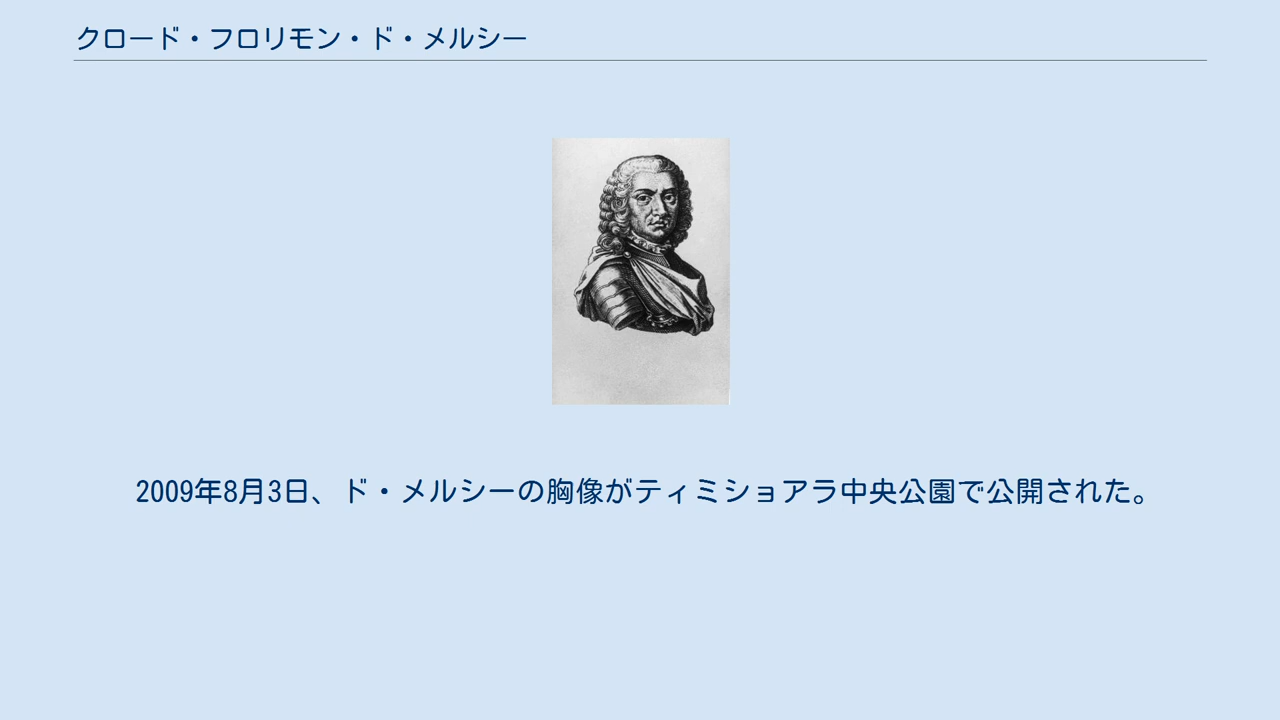 クロード・フロリモン・ド・メルシー
2009年8月3日、ド・メルシーの胸像がティミショアラ中央公園で公開された。